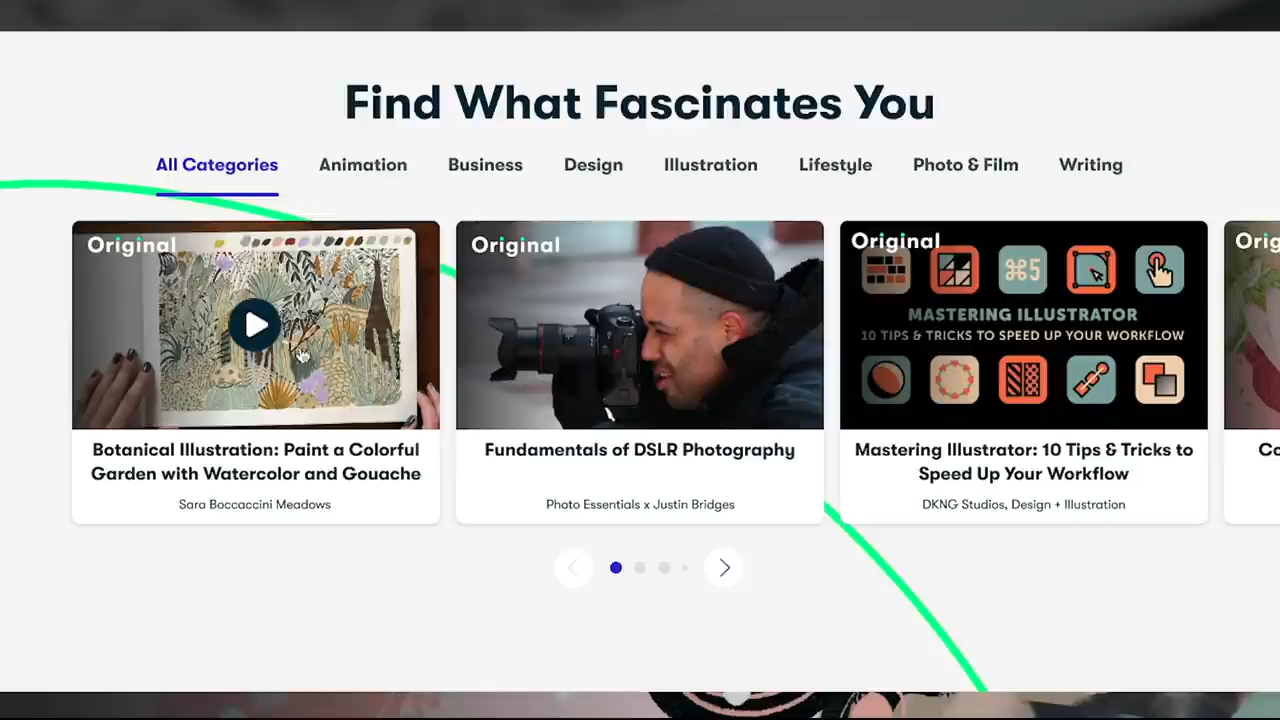 Find What Fascinates You
All Categories Animation Business Design Illustration Lifestyle Photo & Film Writing
Original
Original
Original
Orig
⌘5
MASTERING ILLUSTRATOR
10 TIPS & TRICKS TO SPEED UP YOUR WORKFLOW
Botanical Illustration: Paint a Colorful
Garden with Watercolor and Gouache
Sara Boccaccini Meadows
Fundamentals of DSLR Photography
Photo Essentials x Justin Bridges
Mastering Illustrator: 10 Tips & Tricks to
Speed Up Your Workflow
DKNG Studios, Design + Illustration
Co